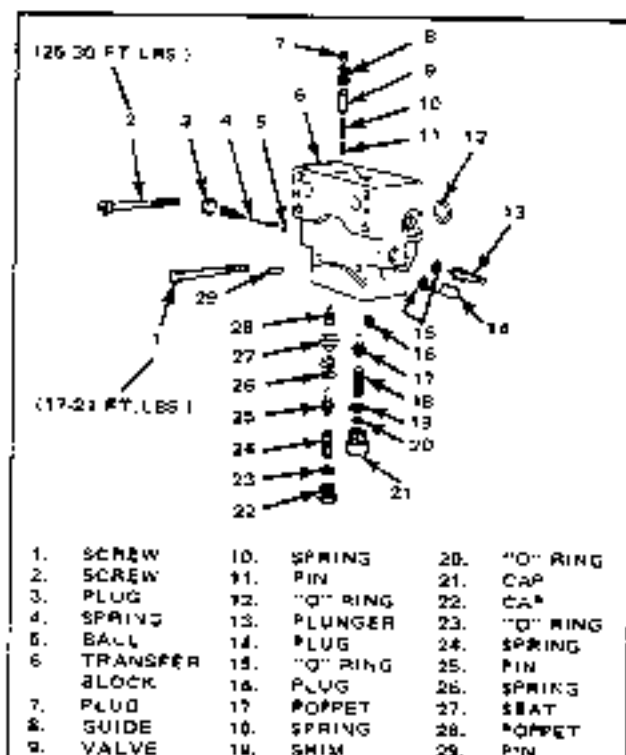 (25-30 FT. LBS.)
7
8
9
6
10
2
3
4
5
11
12
13
29
28
15
14
1
27
16
26
17
(17-21 FT. LBS.)
25
18
19
24
20
23
21
22
1. SCREW
2. SCREW
3. PLUG
4. SPRING
5. BALL
6 TRANSFER
BLOCK
7. PLUG
8. GUIDE
9. VALVE
10. SPRING
11. PIN
12. "O" RING
13. PLUNGER
14. PLUG
15. "O" RING
16. PLUG
17 POPPET
18. SPRING
19. SHIM
20. "O" RING
21. CAP
22. CAP
23. "O" RING
24. SPRING
25. PIN
26. SPRING
27. SEAT
28. POPPET
29. PIN